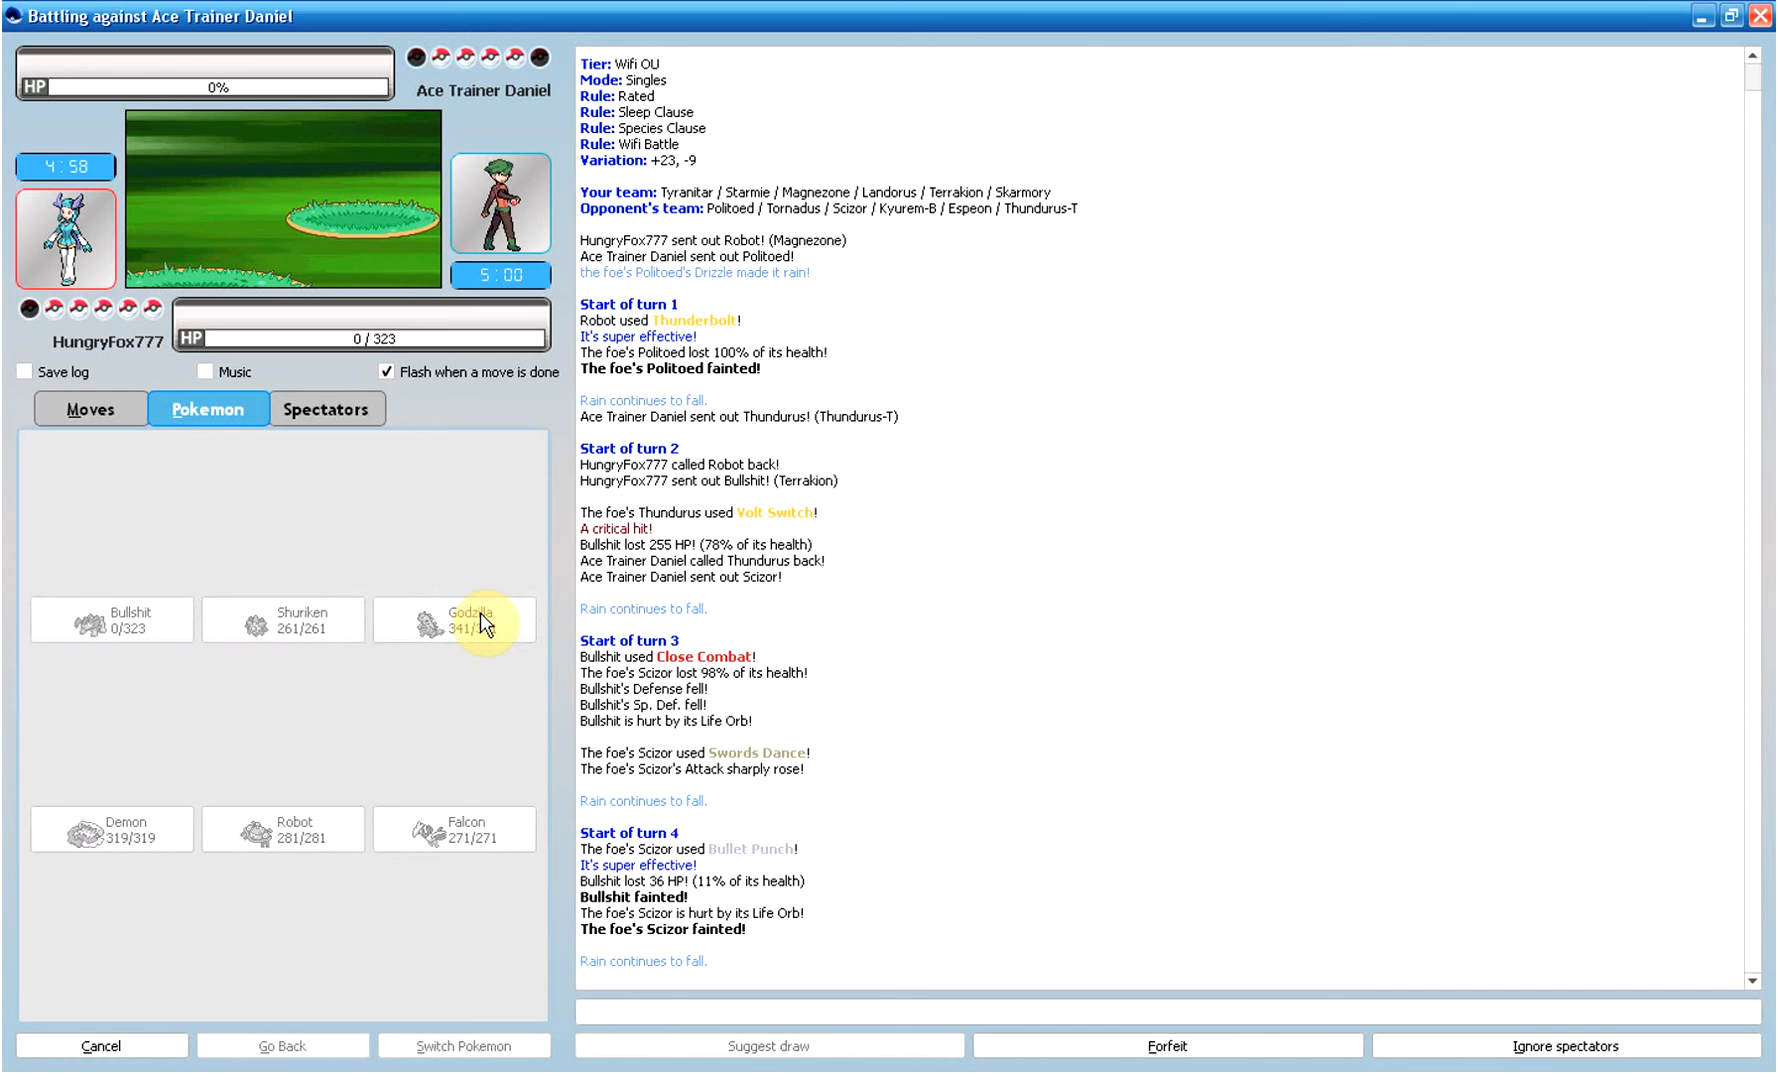 Battling against Ace Trainer Daniel
HP 0%
Ace Trainer Daniel
4:58
5:00
HungryFox777
HP 0 / 323
Save log
Music
Flash when a move is done
Moves
Pokemon
Spectators
Bullshit
0/323
Shuriken
261/261
Godzilla
Demon
319/319
Robot
281/281
Falcon
271/271
Cancel
Go Back
Switch Pokemon
Tier: Wifi OU
Mode: Singles
Rule: Rated
Rule: Sleep Clause
Rule: Species Clause
Rule: Wifi Battle
Variation: +23, -9
Your team: Tyranitar / Starmie / Magnezone / Landorus / Terrakion / Skarmory
Opponent's team: Politoed / Tornadus / Scizor / Kyurem-B / Espeon / Thundurus-T
HungryFox777 sent out Robot! (Magnezone)
Ace Trainer Daniel sent out Politoed!
the foe's Politoed's Drizzle made it rain!
Start of turn 1
Robot used Thunderbolt!
It's super effective!
The foe's Politoed lost 100% of its health!
The foe's Politoed fainted!
Rain continues to fall.
Ace Trainer Daniel sent out Thundurus! (Thundurus-T)
Start of turn 2
HungryFox777 called Robot back!
HungryFox777 sent out Bullshit! (Terrakion)
The foe's Thundurus used Volt Switch!
A critical hit!
Bullshit lost 255 HP! (78% of its health)
Ace Trainer Daniel called Thundurus back!
Ace Trainer Daniel sent out Scizor!
Rain continues to fall.
Start of turn 3
Bullshit used Close Combat!
The foe's Scizor lost 98% of its health!
Bullshit's Defense fell!
Bullshit's Sp. Def. fell!
Bullshit is hurt by its Life Orb!
The foe's Scizor used Swords Dance!
The foe's Scizor's Attack sharply rose!
Rain continues to fall.
Start of turn 4
The foe's Scizor used Bullet Punch!
It's super effective!
Bullshit lost 36 HP! (11% of its health)
Bullshit fainted!
The foe's Scizor is hurt by its Life Orb!
The foe's Scizor fainted!
Rain continues to fall.
Suggest draw
Forfeit
Ignore spectators